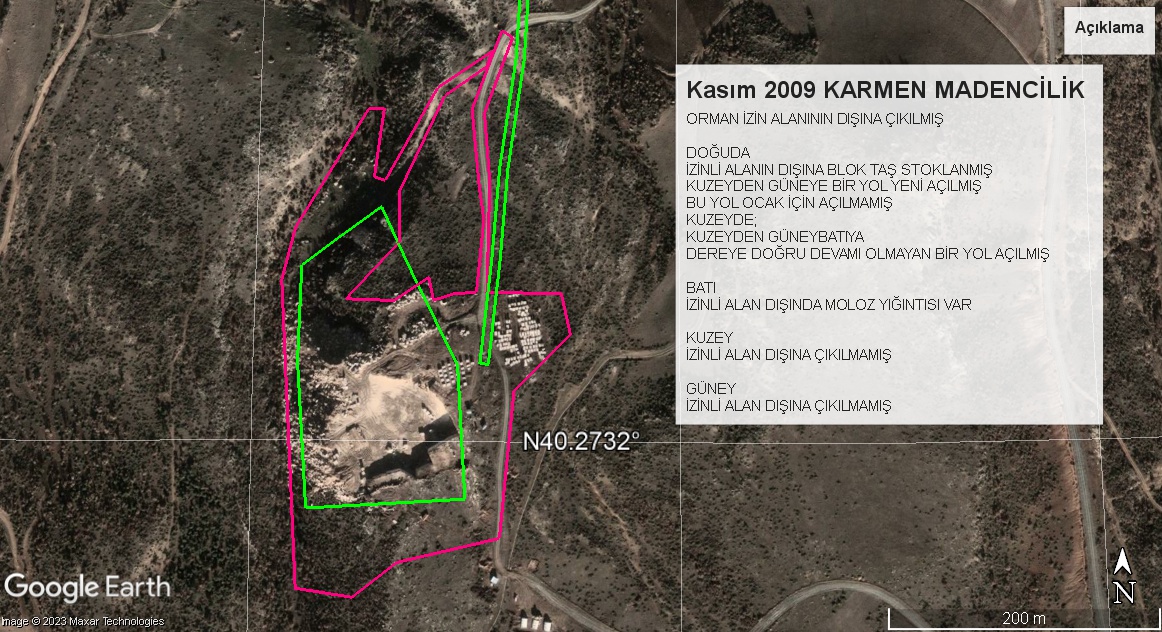 Açıklama
Kasım 2009 KARMEN MADENCİLİK
ORMAN İZİN ALANININ DIŞINA ÇIKILMIŞ
DOĞUDA
İZİNLİ ALANIN DIŞINA BLOK TAŞ STOKLANMIŞ
KUZEYDEN GÜNEYE BİR YOL YENİ AÇILMIŞ
BU YOL OCAK İÇİN AÇILMAMIŞ
KUZEYDE;
KUZEYDEN GÜNEYBATIYA
DEREYE DOĞRU DEVAMI OLMAYAN BİR YOL AÇILMIŞ
BATI
İZİNLİ ALAN DIŞINDA MOLOZ YIĞINTISI VAR
KUZEY
İZİNLİ ALAN DIŞINA ÇIKILMAMIŞ
GÜNEY
İZİNLİ ALAN DIŞINA ÇIKILMAMIŞ
N40.2732°
Google Earth
Image © 2023 Maxar Technologies
N
200 m